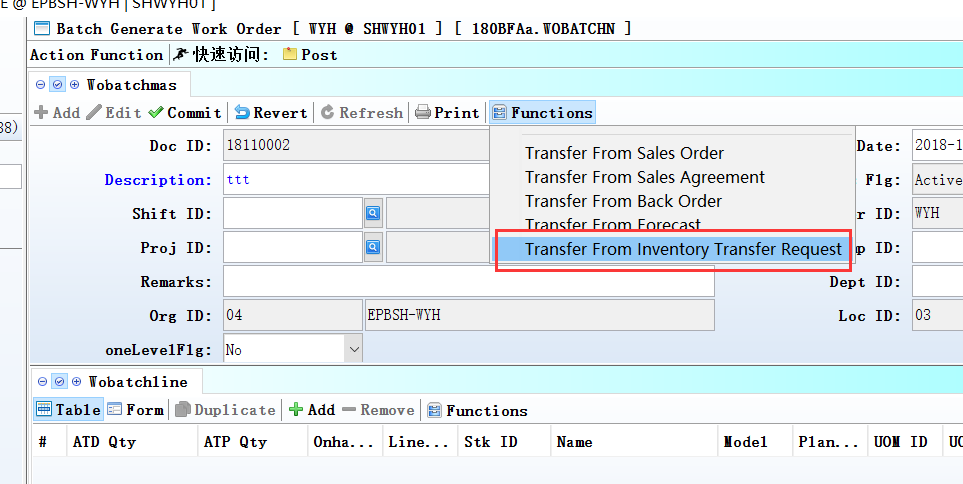 E @ EPBSH-WYH | SHWYH01 ]
Batch Generate Work Order [ WYH @ SHWYH01 ] [ 180BFAa.WOBATCHN ]
Action Function 快速访问: Post
Wobatchmas
Add Edit Commit Revert Refresh Print Functions
38)
Doc ID: 18110002 Date: 2018-1
Transfer From Sales Order
Transfer From Sales Agreement
Transfer From Back Order
Transfer From Forecast
Transfer From Inventory Transfer Request
Description: ttt Flg: Active
Shift ID: r ID: WYH
Proj ID: p ID:
Remarks: Dept ID:
Org ID: 04 EPBSH-WYH Loc ID: 03
oneLevelFlg: No
Wobatchline
Table Form Duplicate Add Remove Functions
# ATD Qty ATP Qty Onha... Line... Stk ID Name Model Plan... UOM ID UO